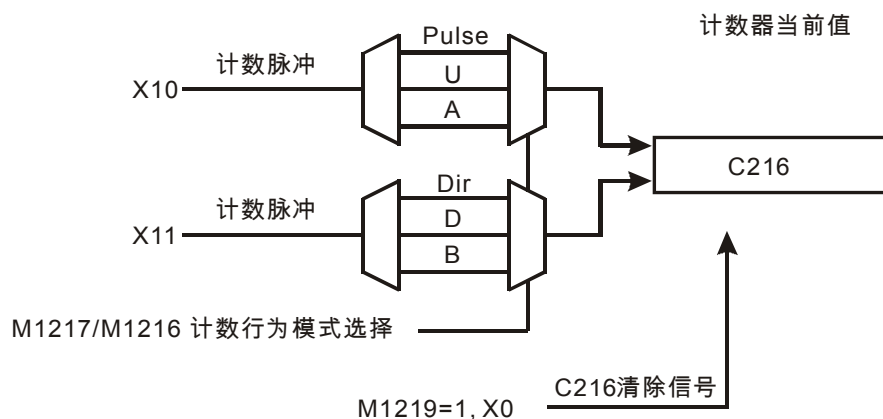 计数器当前值
Pulse
计数脉冲
U
X10
A
C216
Dir
计数脉冲
D
X11
B
M1217/M1216 计数行为模式选择
C216清除信号
M1219=1, X0